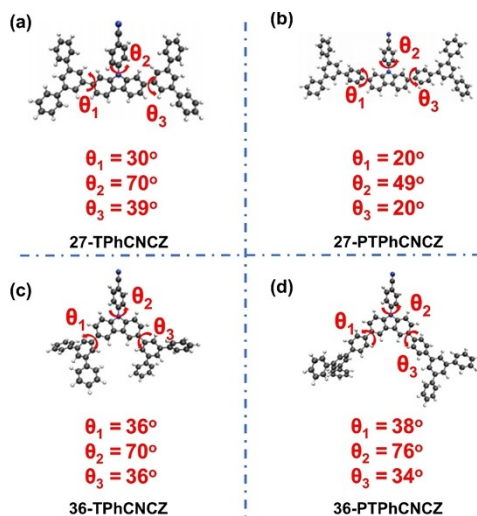 (a)
θ2
θ1
θ3
θ1 = 30°
θ2 = 70°
θ3 = 39°
27-TPhCNCZ
(b)
θ2
θ1
θ3
θ1 = 20°
θ2 = 49°
θ3 = 20°
27-PTPhCNCZ
(c)
θ2
θ1
θ3
θ1 = 36°
θ2 = 70°
θ3 = 36°
36-TPhCNCZ
(d)
θ2
θ1
θ3
θ1 = 38°
θ2 = 76°
θ3 = 34°
36-PTPhCNCZ